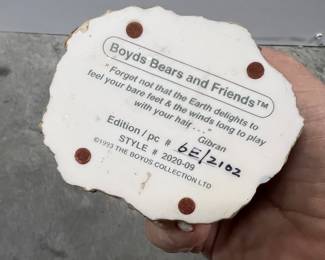 Boyds Bears and Friends™
"Forget not that the Earth delights to
feel your bare feet & the winds long to play
with your hair ..."
Gibran
Edition / pc # 6E/2102
STYLE # 2020-09
©1993 THE BOYDS COLLECTION LTD